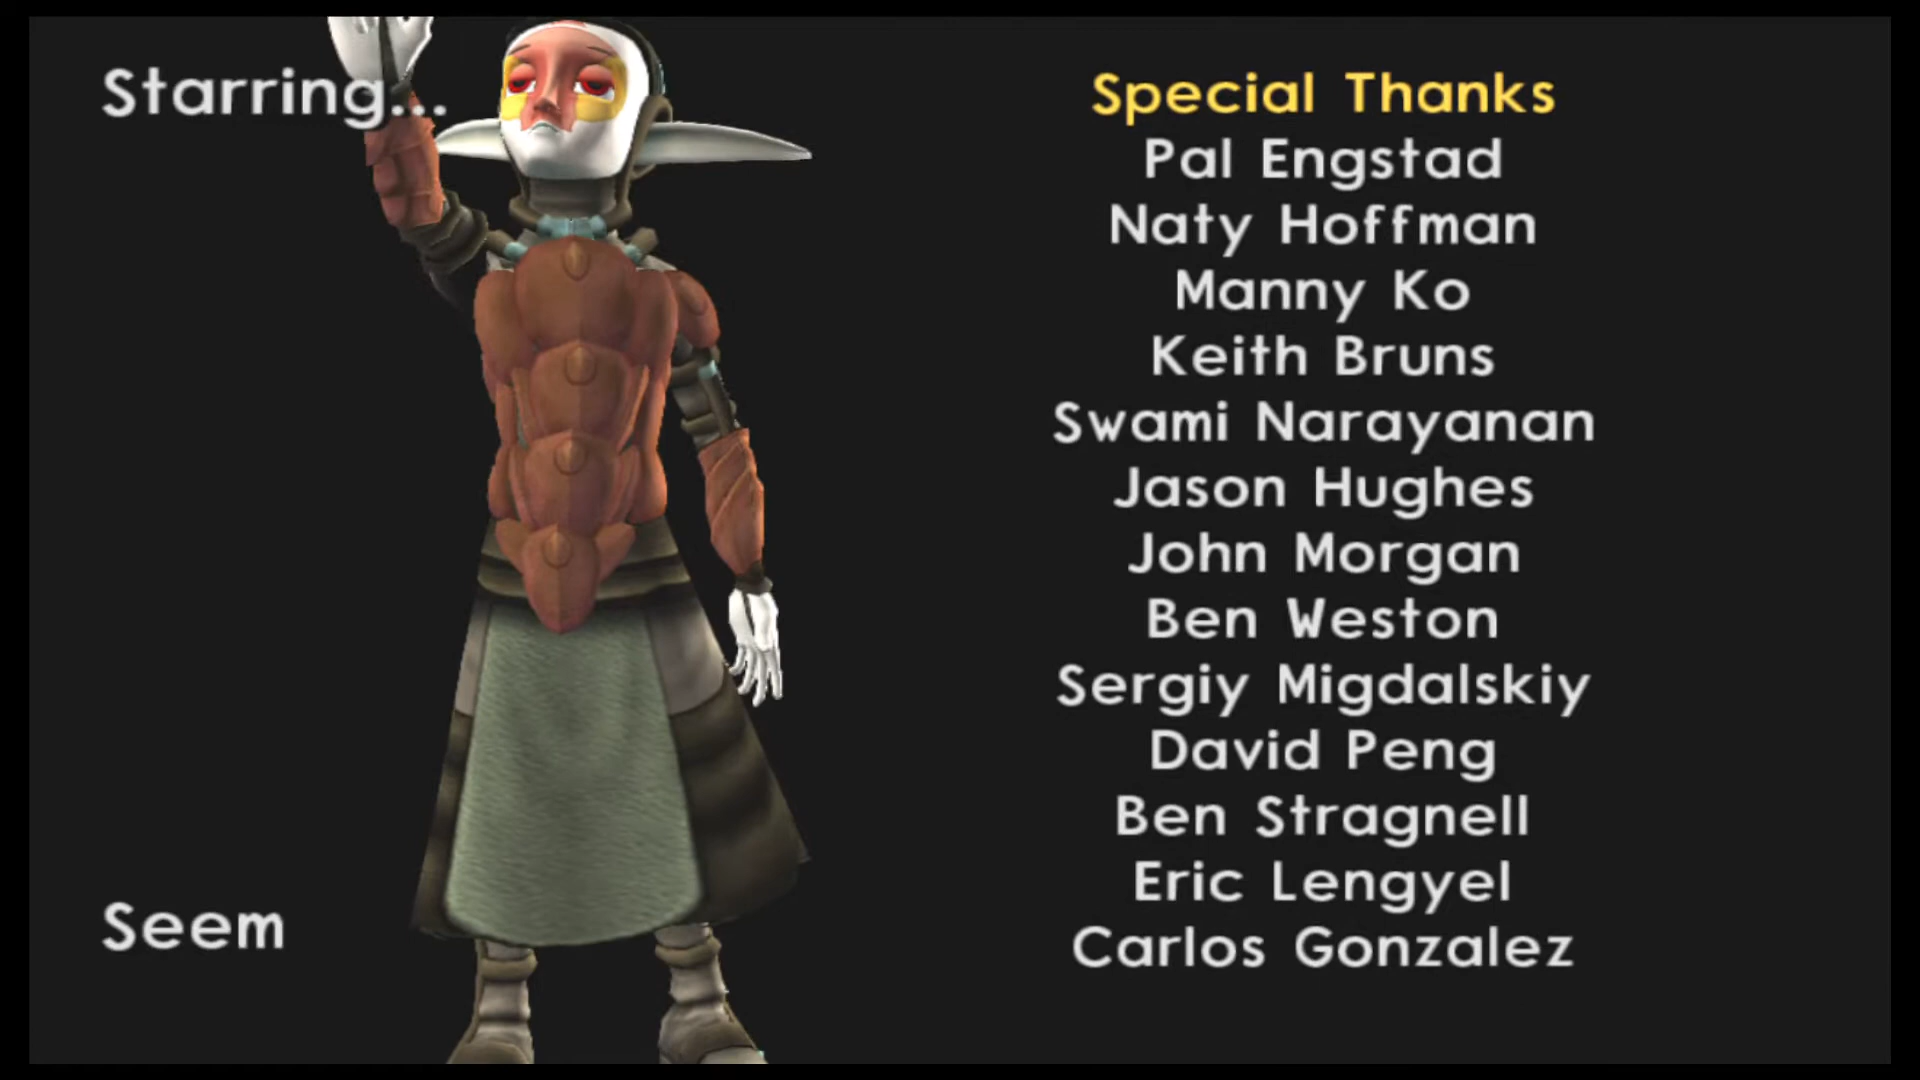 Starring...
Seem
Special Thanks
Pal Engstad
Naty Hoffman
Manny Ko
Keith Bruns
Swami Narayanan
Jason Hughes
John Morgan
Ben Weston
Sergiy Migdalskiy
David Peng
Ben Stragnell
Eric Lengyel
Carlos Gonzalez